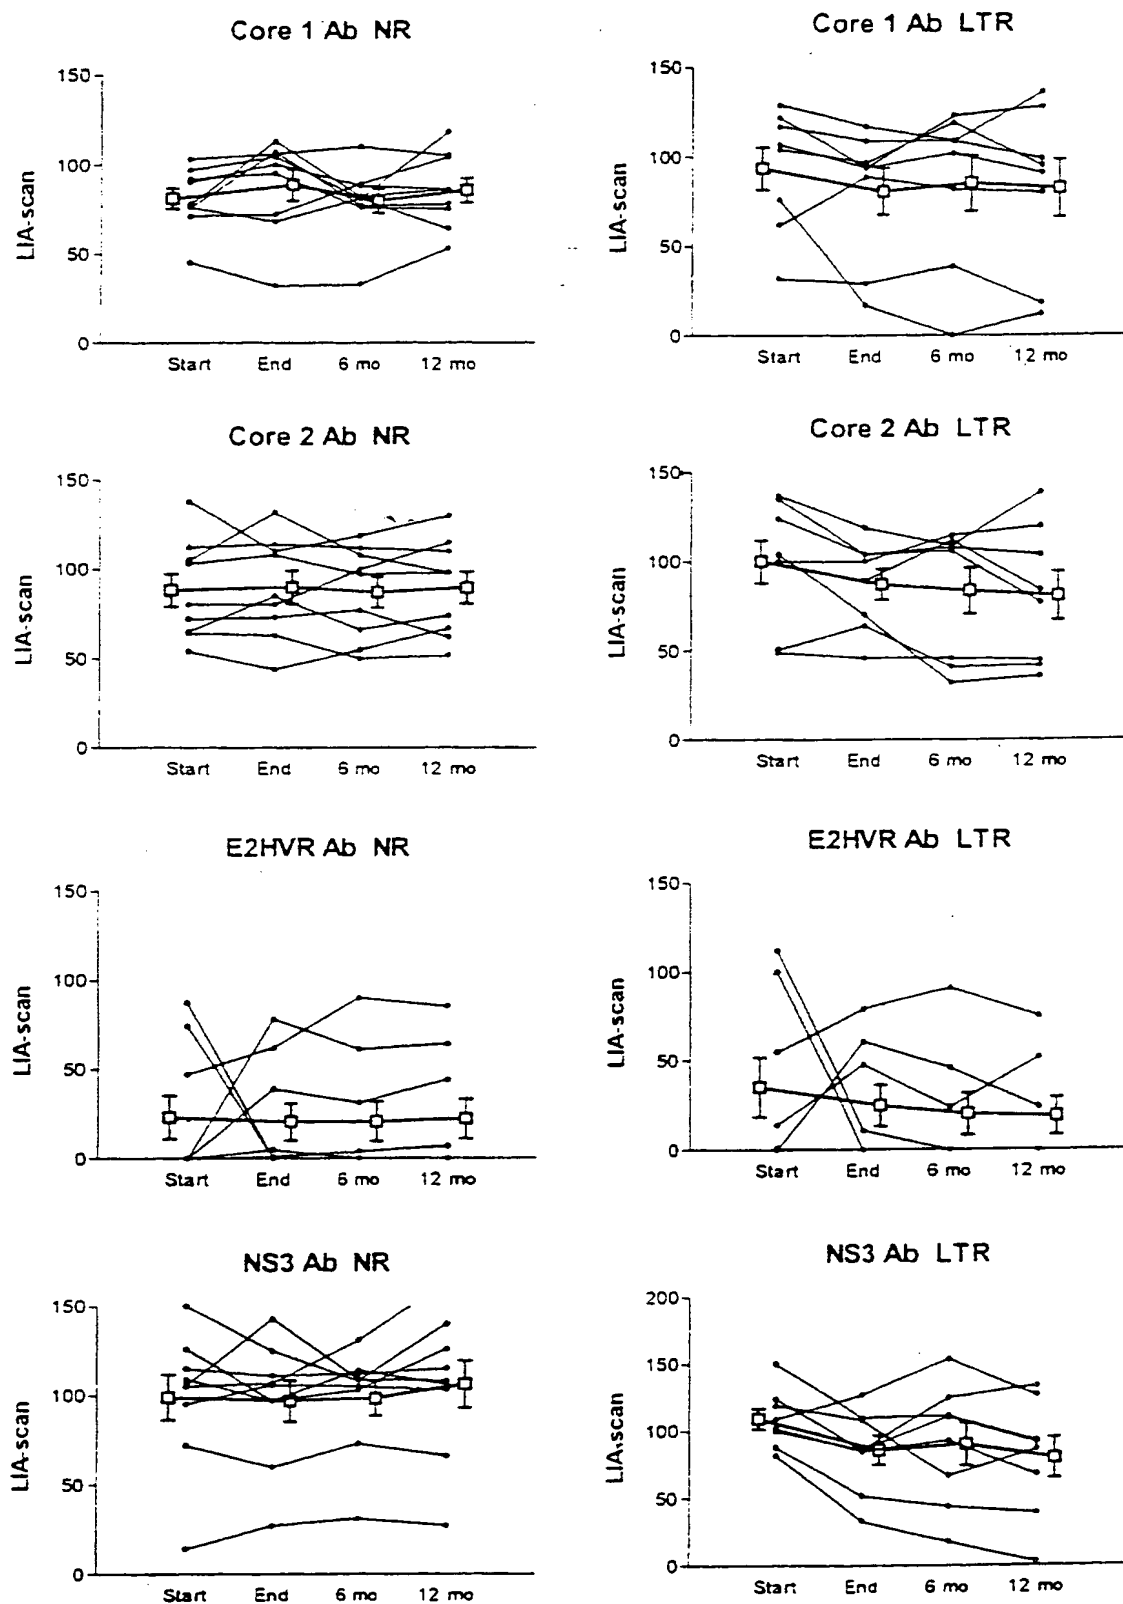 Core 1 Ab NR
LIA-scan
150
100
50
0
Start End 6 mo 12 mo
Core 1 Ab LTR
LIA-scan
150
100
50
0
Start End 6 mo 12 mo
Core 2 Ab NR
LIA-scan
150
100
50
0
Start End 6 mo 12 mo
Core 2 Ab LTR
LIA-scan
150
100
50
0
Start End 6 mo 12 mo
E2HVR Ab NR
LIA-scan
150
100
50
0
Start End 6 mo 12 mo
E2HVR Ab LTR
LIA-scan
150
100
50
0
Start End 6 mo 12 mo
NS3 Ab NR
LIA-scan
150
100
50
0
Start End 6 mo 12 mo
NS3 Ab LTR
LIA-scan
200
150
100
50
0
Start End 6 mo 12 mo